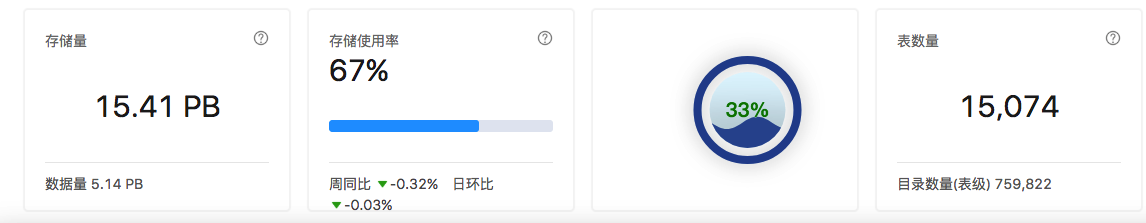 存储量
15.41 PB
数据量 5.14 PB
存储使用率
67%
周同比 -0.32% 日环比
-0.03%
33%
表数量
15,074
目录数量(表级) 759,822